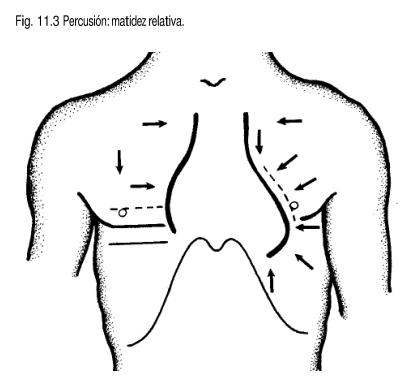 Fig. 11.3 Percusión: matidez relativa.